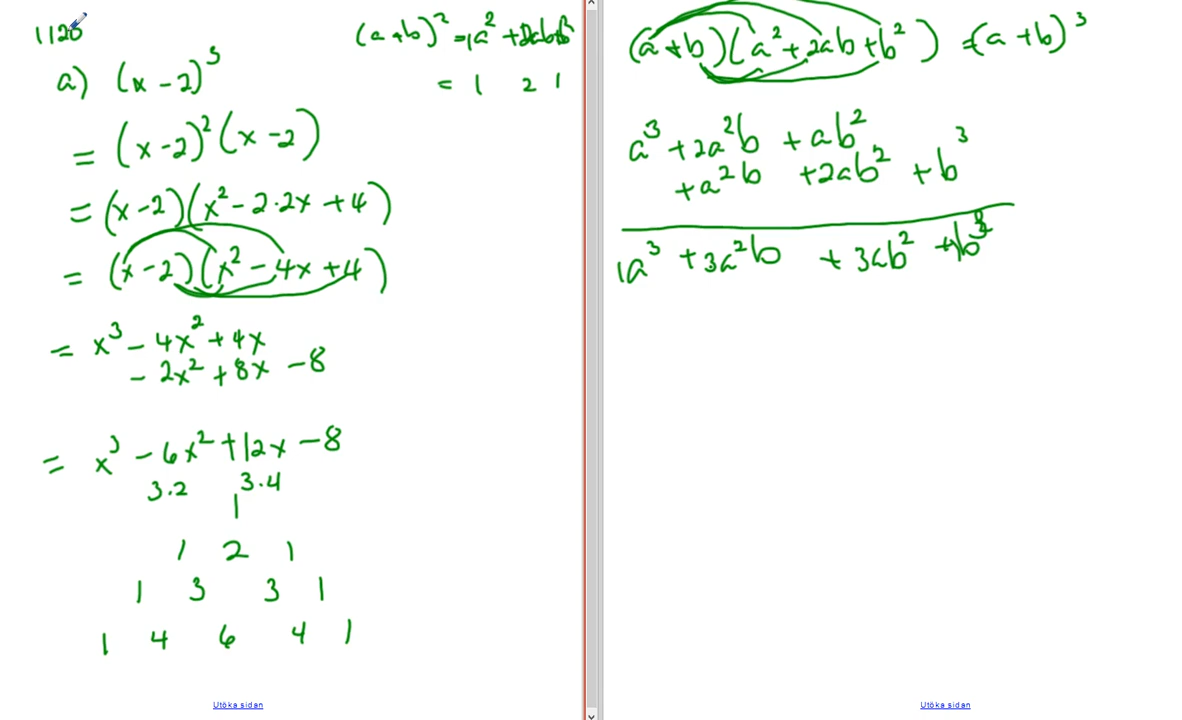 1120
(a+b)² = 1a² + 2ab + b²
a) (x - 2)³
= 1 2 1
= (x-2)² (x-2)
= (x-2)(x² - 2·2x + 4)
= (x-2)(x² - 4x + 4)
= x³ - 4x² + 4x
- 2x² + 8x - 8
= x³ - 6x² + 12x - 8
3·2 3·4
1
1 2 1
1 3 3 1
1 4 6 4 1
Utöka sidan
(a+b)(a² + 2ab + b²) = (a+b)³
a³ + 2a²b + ab²
+ a²b + 2ab² + b³
1a³ + 3a²b + 3ab² + 1b³
Utöka sidan